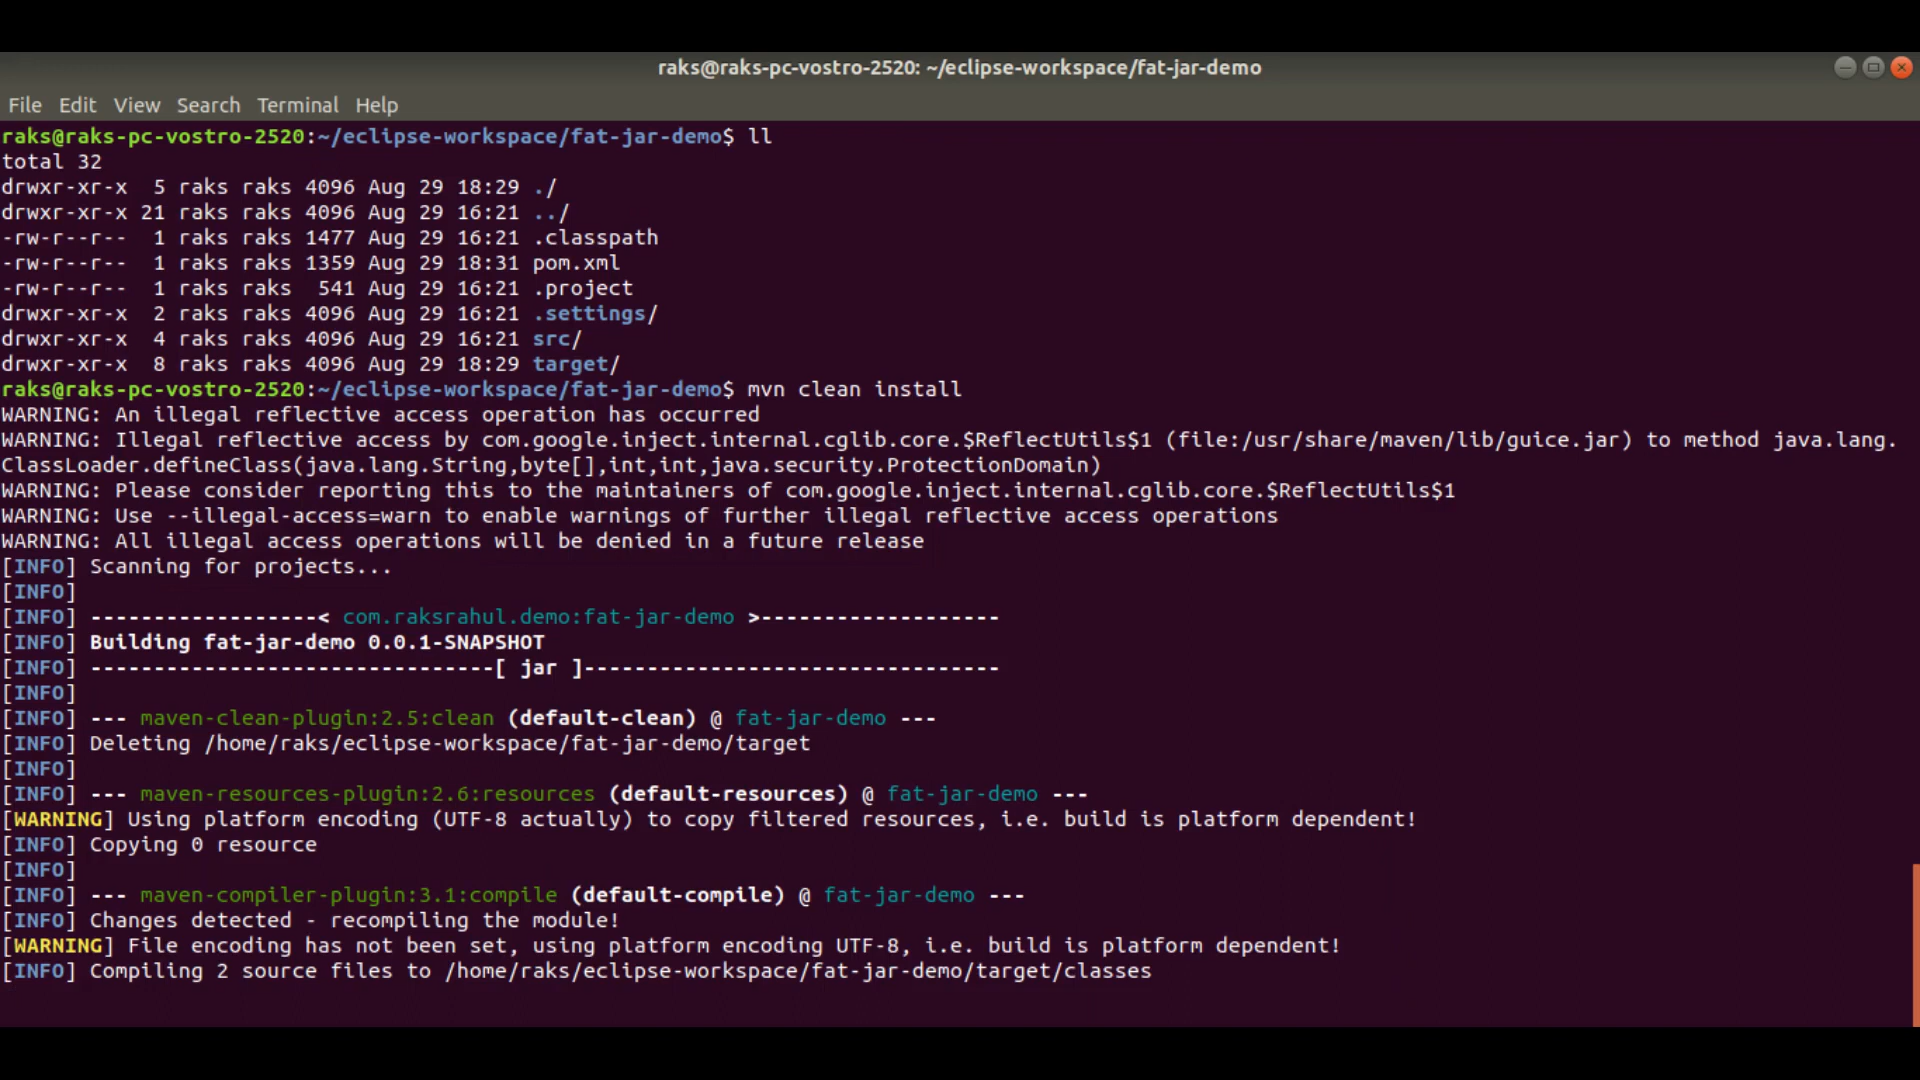 raks@raks-pc-vostro-2520: ~/eclipse-workspace/fat-jar-demo
File Edit View Search Terminal Help
raks@raks-pc-vostro-2520:~/eclipse-workspace/fat-jar-demo$ ll
total 32
drwxr-xr-x  5 raks raks 4096 Aug 29 18:29 ./
drwxr-xr-x 21 raks raks 4096 Aug 29 16:21 ../
-rw-r--r--  1 raks raks 1477 Aug 29 16:21 .classpath
-rw-r--r--  1 raks raks 1359 Aug 29 18:31 pom.xml
-rw-r--r--  1 raks raks  541 Aug 29 16:21 .project
drwxr-xr-x  2 raks raks 4096 Aug 29 16:21 .settings/
drwxr-xr-x  4 raks raks 4096 Aug 29 16:21 src/
drwxr-xr-x  8 raks raks 4096 Aug 29 18:29 target/
raks@raks-pc-vostro-2520:~/eclipse-workspace/fat-jar-demo$ mvn clean install
WARNING: An illegal reflective access operation has occurred
WARNING: Illegal reflective access by com.google.inject.internal.cglib.core.$ReflectUtils$1 (file:/usr/share/maven/lib/guice.jar) to method java.lang.
ClassLoader.defineClass(java.lang.String,byte[],int,int,java.security.ProtectionDomain)
WARNING: Please consider reporting this to the maintainers of com.google.inject.internal.cglib.core.$ReflectUtils$1
WARNING: Use --illegal-access=warn to enable warnings of further illegal reflective access operations
WARNING: All illegal access operations will be denied in a future release
[INFO] Scanning for projects...
[INFO]
[INFO] ------------------< com.raksrahul.demo:fat-jar-demo >-------------------
[INFO] Building fat-jar-demo 0.0.1-SNAPSHOT
[INFO] --------------------------------[ jar ]---------------------------------
[INFO]
[INFO] --- maven-clean-plugin:2.5:clean (default-clean) @ fat-jar-demo ---
[INFO] Deleting /home/raks/eclipse-workspace/fat-jar-demo/target
[INFO]
[INFO] --- maven-resources-plugin:2.6:resources (default-resources) @ fat-jar-demo ---
[WARNING] Using platform encoding (UTF-8 actually) to copy filtered resources, i.e. build is platform dependent!
[INFO] Copying 0 resource
[INFO]
[INFO] --- maven-compiler-plugin:3.1:compile (default-compile) @ fat-jar-demo ---
[INFO] Changes detected - recompiling the module!
[WARNING] File encoding has not been set, using platform encoding UTF-8, i.e. build is platform dependent!
[INFO] Compiling 2 source files to /home/raks/eclipse-workspace/fat-jar-demo/target/classes